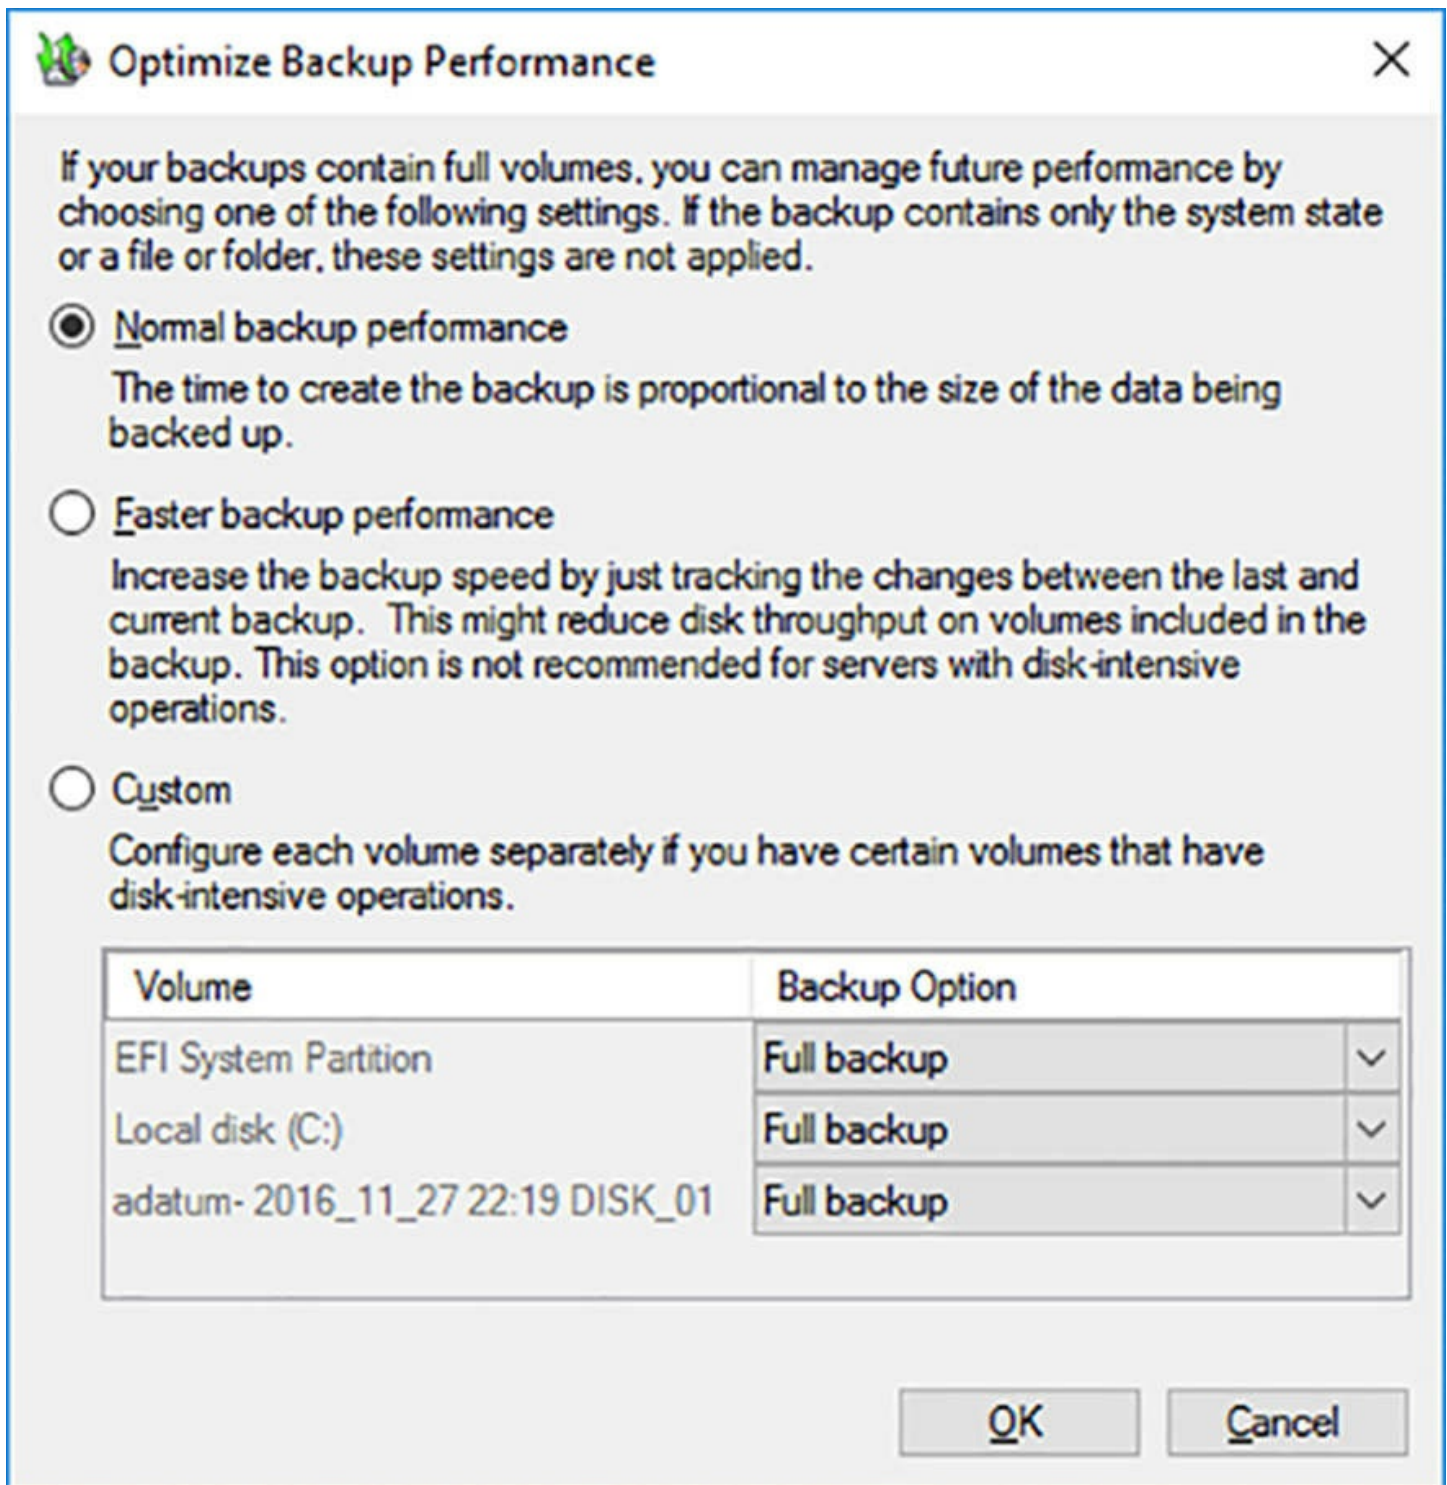 Optimize Backup Performance
If your backups contain full volumes, you can manage future performance by
choosing one of the following settings. If the backup contains only the system state
or a file or folder, these settings are not applied.
Normal backup performance
The time to create the backup is proportional to the size of the data being
backed up.
Faster backup performance
Increase the backup speed by just tracking the changes between the last and
current backup.  This might reduce disk throughput on volumes included in the
backup. This option is not recommended for servers with disk-intensive
operations.
Custom
Configure each volume separately if you have certain volumes that have
disk-intensive operations.
Volume Backup Option
EFI System Partition Full backup
Local disk (C:) Full backup
adatum- 2016_11_27 22:19 DISK_01 Full backup
OK Cancel